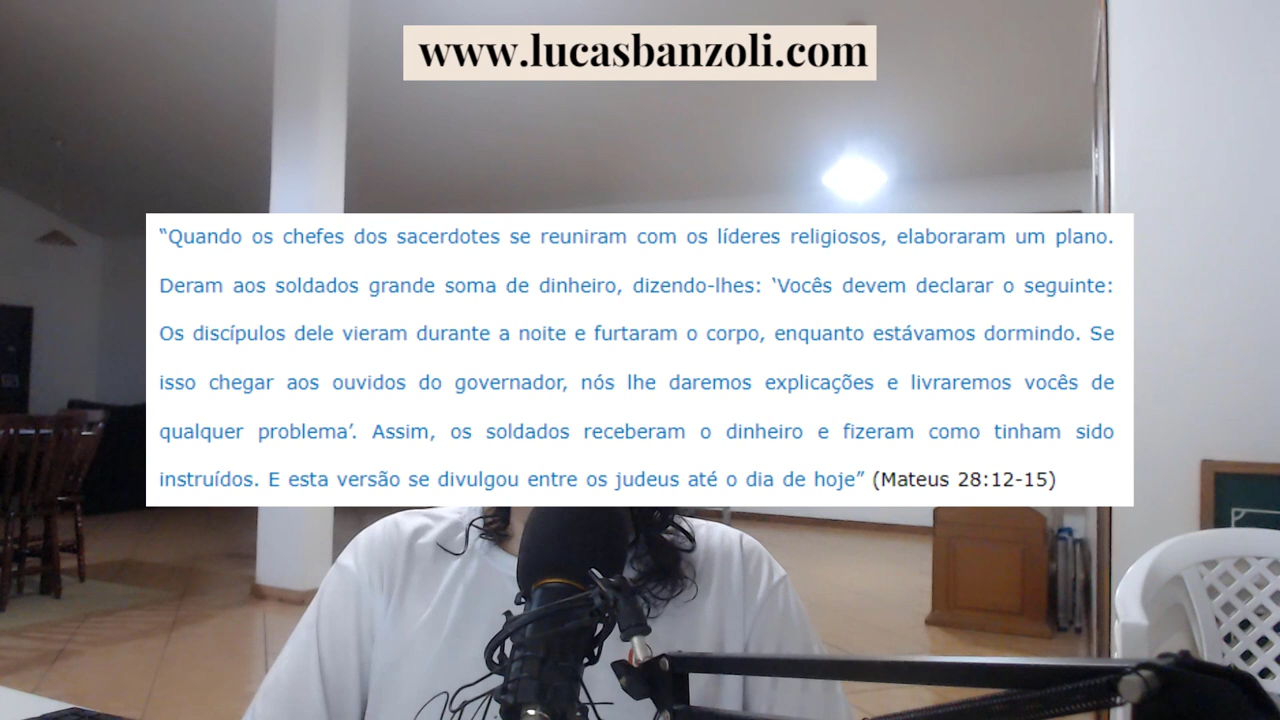 www.lucasbanzoli.com
“Quando os chefes dos sacerdotes se reuniram com os líderes religiosos, elaboraram um plano.
Deram aos soldados grande soma de dinheiro, dizendo-lhes: ‘Vocês devem declarar o seguinte:
Os discípulos dele vieram durante a noite e furtaram o corpo, enquanto estávamos dormindo. Se
isso chegar aos ouvidos do governador, nós lhe daremos explicações e livraremos vocês de
qualquer problema’. Assim, os soldados receberam o dinheiro e fizeram como tinham sido
instruídos. E esta versão se divulgou entre os judeus até o dia de hoje” (Mateus 28:12-15)